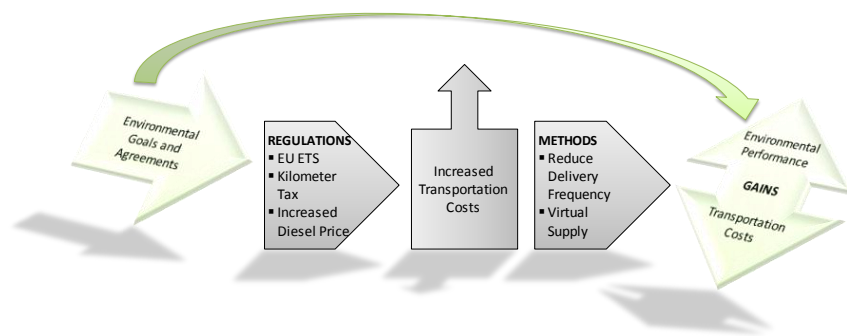 Environmental
Goals and
Agreements
REGULATIONS
▪ EU ETS
▪ Kilometer
Tax
▪ Increased
Diesel Price
Increased
Transportation
Costs
METHODS
▪ Reduce
Delivery
Frequency
▪ Virtual
Supply
Environmental
Performance
GAINS
Transportation
Costs